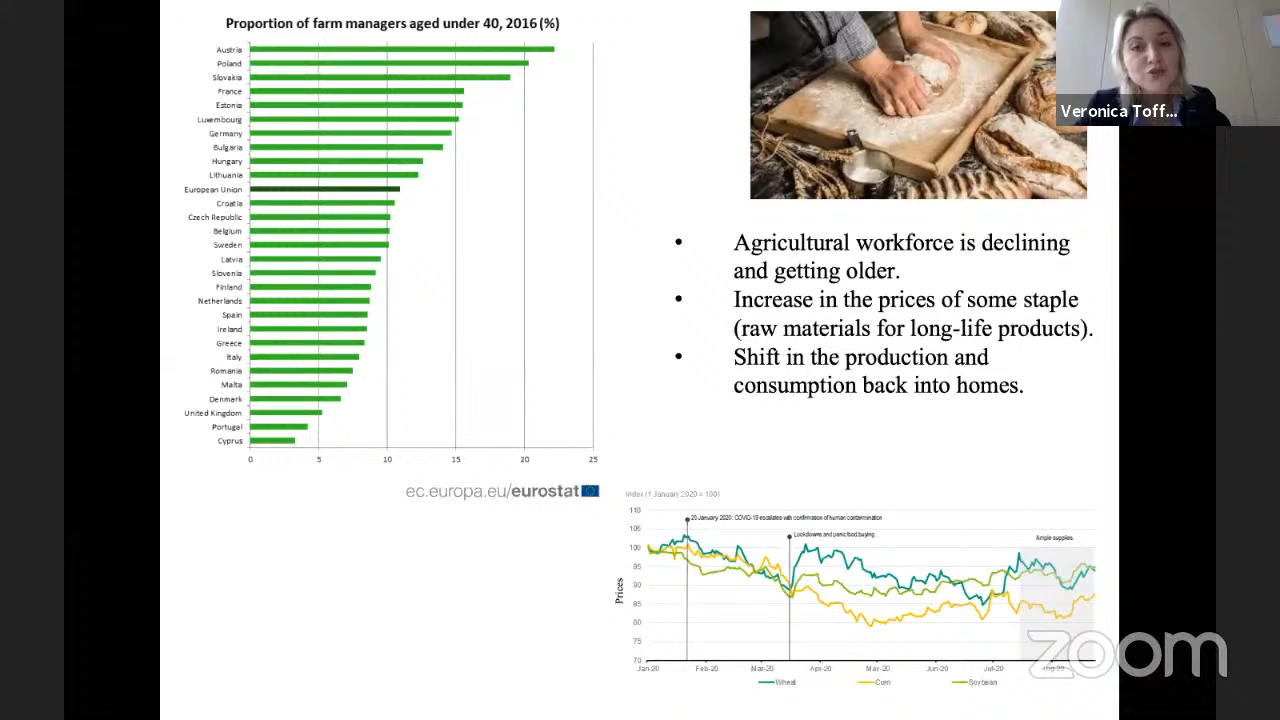 Proportion of farm managers aged under 40, 2016 (%)
Austria
Poland
Slovakia
France
Estonia
Luxembourg
Germany
Bulgaria
Hungary
Lithuania
European Union
Croatia
Czech Republic
Belgium
Sweden
Latvia
Slovenia
Finland
Netherlands
Spain
Ireland
Greece
Italy
Romania
Malta
Denmark
United Kingdom
Portugal
Cyprus
0 5 10 15 20 25
ec.europa.eu/eurostat
Veronica Toff...
• Agricultural workforce is declining
and getting older.
• Increase in the prices of some staple
(raw materials for long-life products).
• Shift in the production and
consumption back into homes.
Index (1 January 2020 = 100)
110
105
100
95
90
85
80
75
70
Prices
20 January 2020: COVID-19 escalates with confirmation of human contamination
Lockdowns and panic food buying
Ample supplies
Jan-20 Feb-20 Mar-20 Apr-20 May-20 Jun-20 Jul-20 Aug-20
Wheat Corn Soybean
zoom